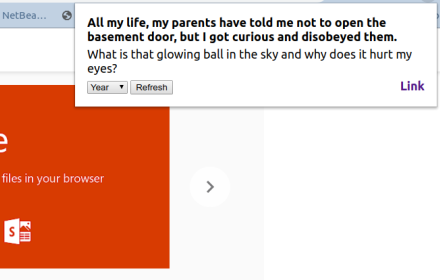 NetBea...
All my life, my parents have told me not to open the
basement door, but I got curious and disobeyed them.
What is that glowing ball in the sky and why does it hurt my
eyes?
Year Refresh Link
e
files in your browser
S